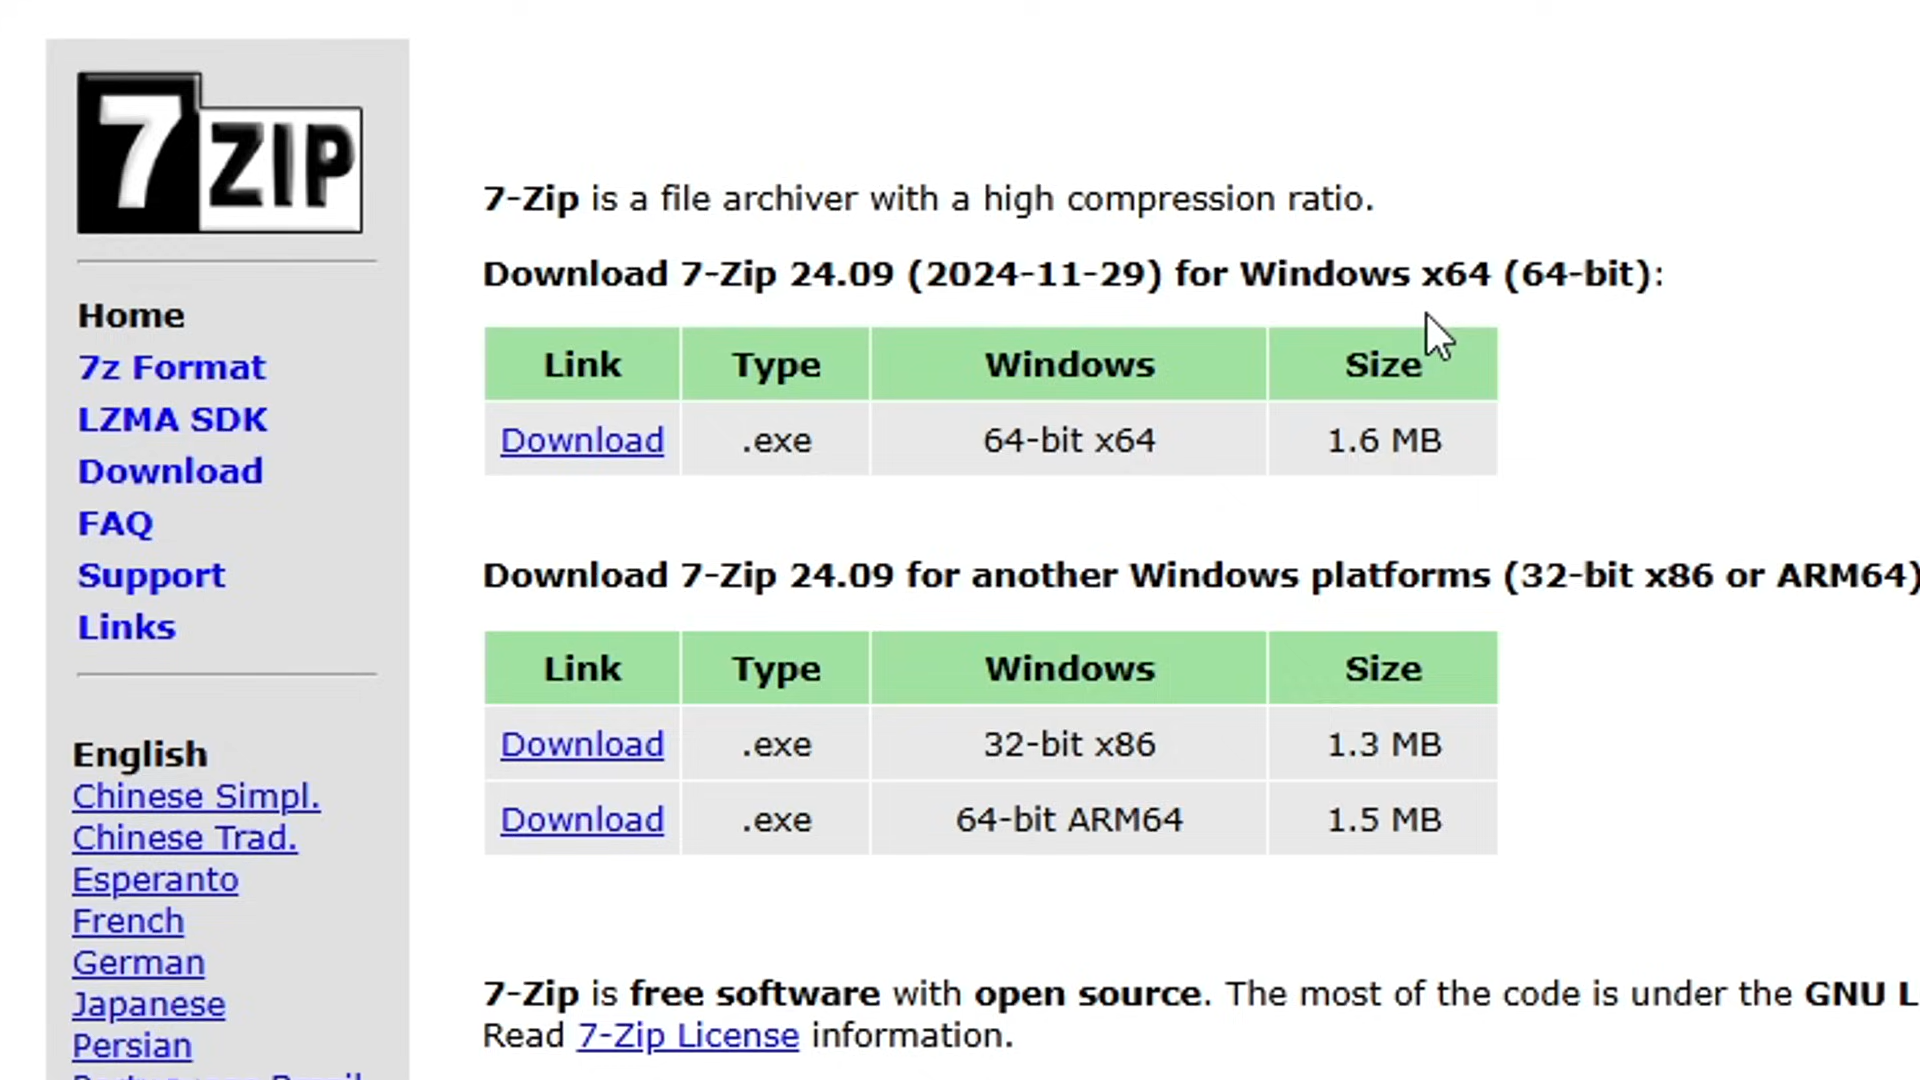 7ZIP
Home
7z Format
LZMA SDK
Download
FAQ
Support
Links
English
Chinese Simpl.
Chinese Trad.
Esperanto
French
German
Japanese
Persian
7-Zip is a file archiver with a high compression ratio.
Download 7-Zip 24.09 (2024-11-29) for Windows x64 (64-bit):
Link Type Windows Size
Download .exe 64-bit x64 1.6 MB
Download 7-Zip 24.09 for another Windows platforms (32-bit x86 or ARM64)
Link Type Windows Size
Download .exe 32-bit x86 1.3 MB
Download .exe 64-bit ARM64 1.5 MB
7-Zip is free software with open source. The most of the code is under the GNU L
Read 7-Zip License information.